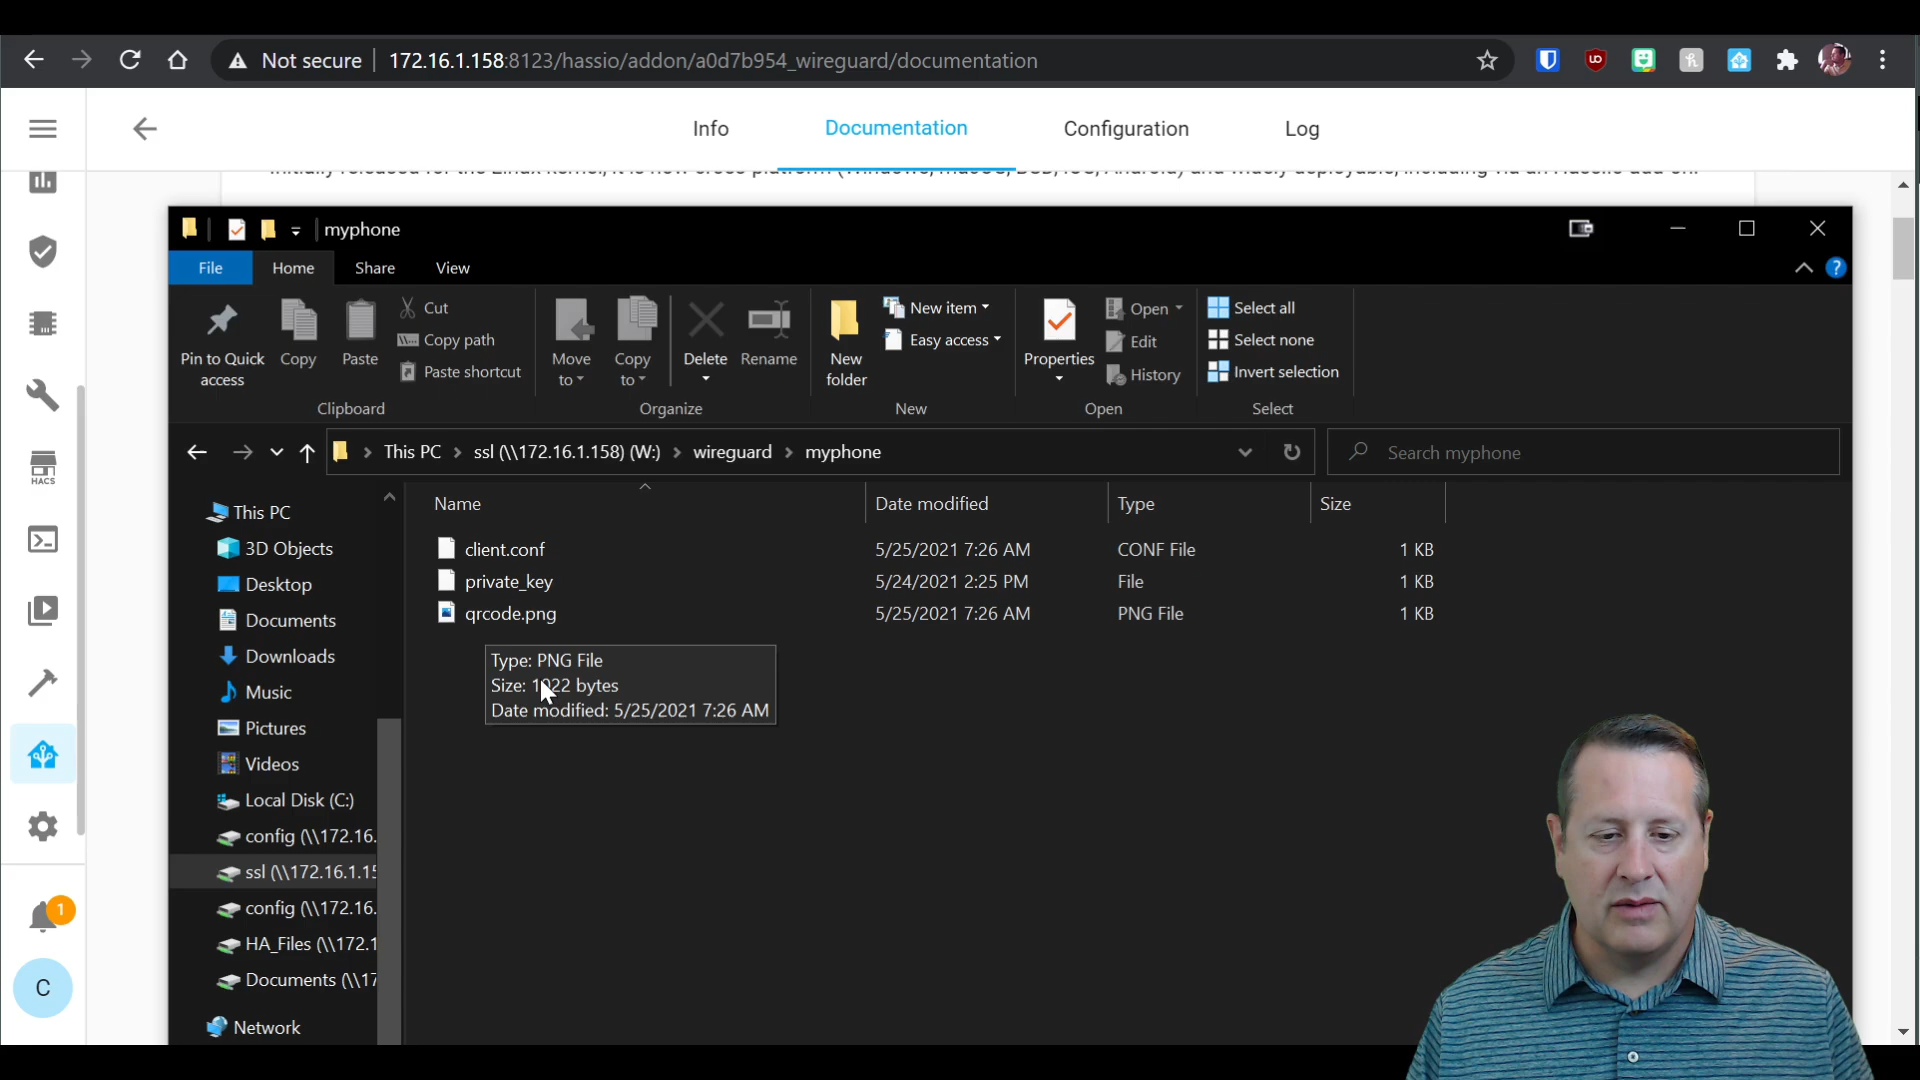 Not secure
172.16.1.158:8123/hassio/addon/a0d7b954_wireguard/documentation
Info
Documentation
Configuration
Log
myphone
File
Home
Share
View
Pin to Quick access
Copy
Paste
Cut
Copy path
Paste shortcut
Clipboard
Move to
Copy to
Delete
Rename
Organize
New folder
New item
Easy access
New
Properties
Open
Edit
History
Open
Select all
Select none
Invert selection
Select
This PC
ssl (\\172.16.1.158) (W:)
wireguard
myphone
Search myphone
Name
Date modified
Type
Size
client.conf 5/25/2021 7:26 AM CONF File 1 KB
private_key 5/24/2021 2:25 PM File 1 KB
qrcode.png 5/25/2021 7:26 AM PNG File 1 KB
Type: PNG File
Size: 1022 bytes
Date modified: 5/25/2021 7:26 AM
This PC
3D Objects
Desktop
Documents
Downloads
Music
Pictures
Videos
Local Disk (C:)
config (\\172.16.
ssl (\\172.16.1.15
config (\\172.16.
HA_Files (\\172.1
Documents (\\17
Network
HACS
1
C